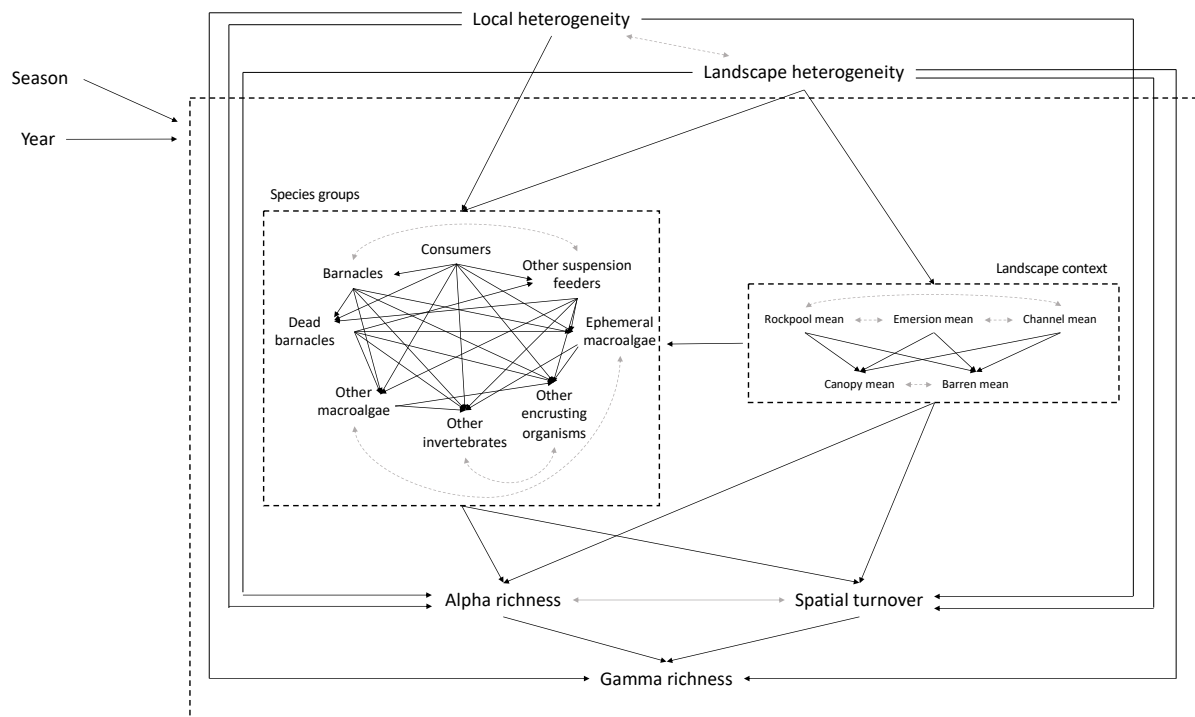 Local heterogeneity
Landscape heterogeneity
Season
Year
Species groups
Consumers
Barnacles
Other suspension
feeders
Dead
barnacles
Ephemeral
macroalgae
Other
macroalgae
Other
invertebrates
Other
encrusting
organisms
Landscape context
Rockpool mean
Emersion mean
Channel mean
Canopy mean
Barren mean
Alpha richness
Spatial turnover
Gamma richness